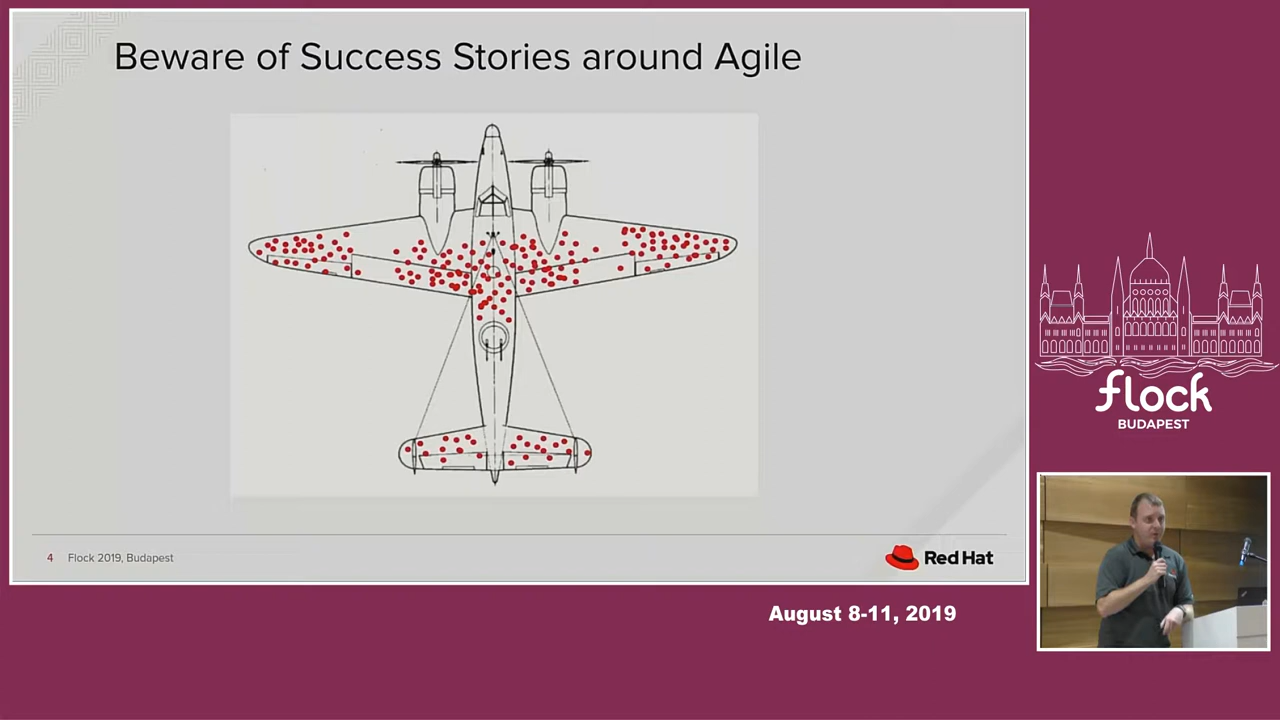 Beware of Success Stories around Agile
4 Flock 2019, Budapest
Red Hat
flock
BUDAPEST
August 8-11, 2019